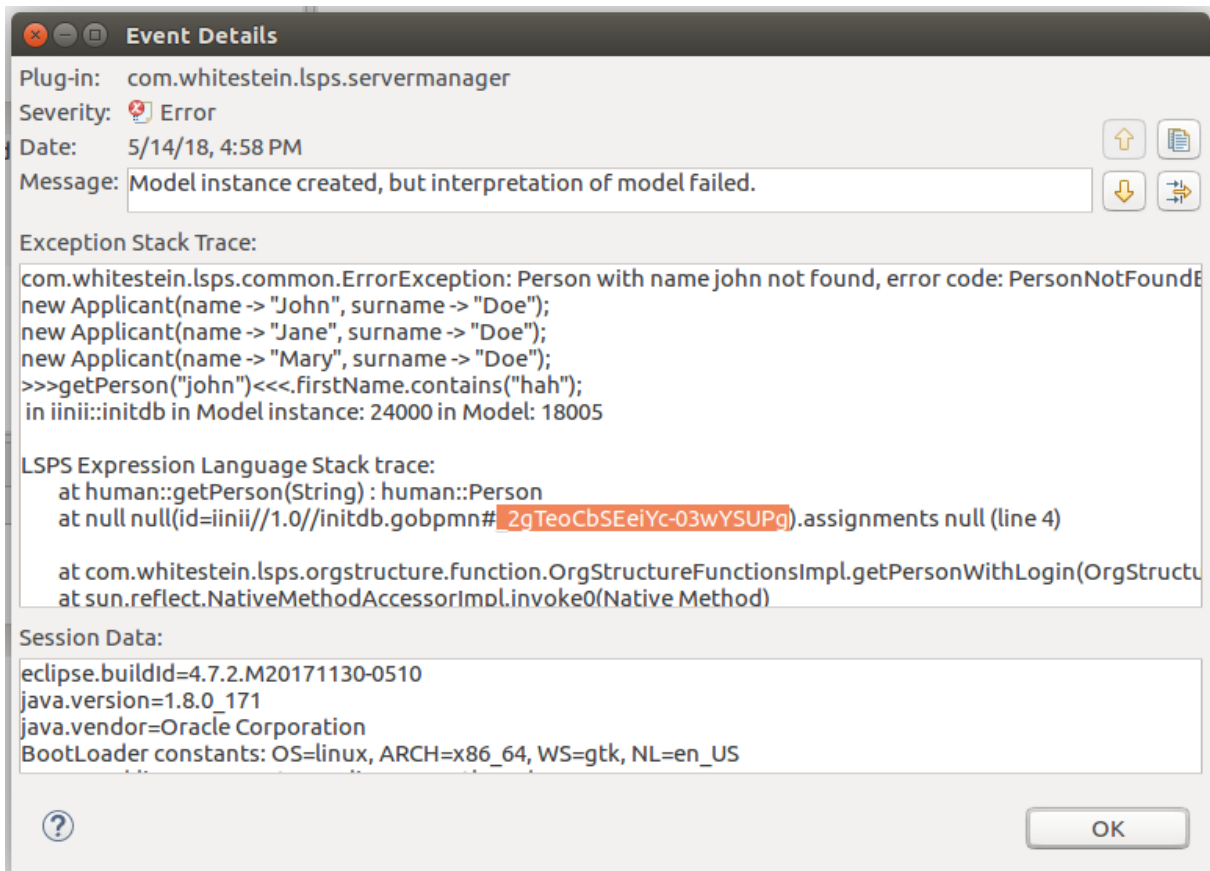 Event Details
Plug-in: com.whitestein.lsps.servermanager
Severity: Error
Date: 5/14/18, 4:58 PM
Message: Model instance created, but interpretation of model failed.
Exception Stack Trace:
com.whitestein.lsps.common.ErrorException: Person with name john not found, error code: PersonNotFoundE
new Applicant(name -> "John", surname -> "Doe");
new Applicant(name -> "Jane", surname -> "Doe");
new Applicant(name -> "Mary", surname -> "Doe");
>>>getPerson("john")<<<.firstName.contains("hah");
in iinii::initdb in Model instance: 24000 in Model: 18005
LSPS Expression Language Stack trace:
at human::getPerson(String) : human::Person
at null null(id=iinii//1.0//initdb.gobpmn#_2gTeoCbSEeiYc-03wYSUPg).assignments null (line 4)
at com.whitestein.lsps.orgstructure.function.OrgStructureFunctionsImpl.getPersonWithLogin(OrgStructu
at sun.reflect.NativeMethodAccessorImpl.invoke0(Native Method)
Session Data:
eclipse.buildId=4.7.2.M20171130-0510
java.version=1.8.0_171
java.vendor=Oracle Corporation
BootLoader constants: OS=linux, ARCH=x86_64, WS=gtk, NL=en_US
OK